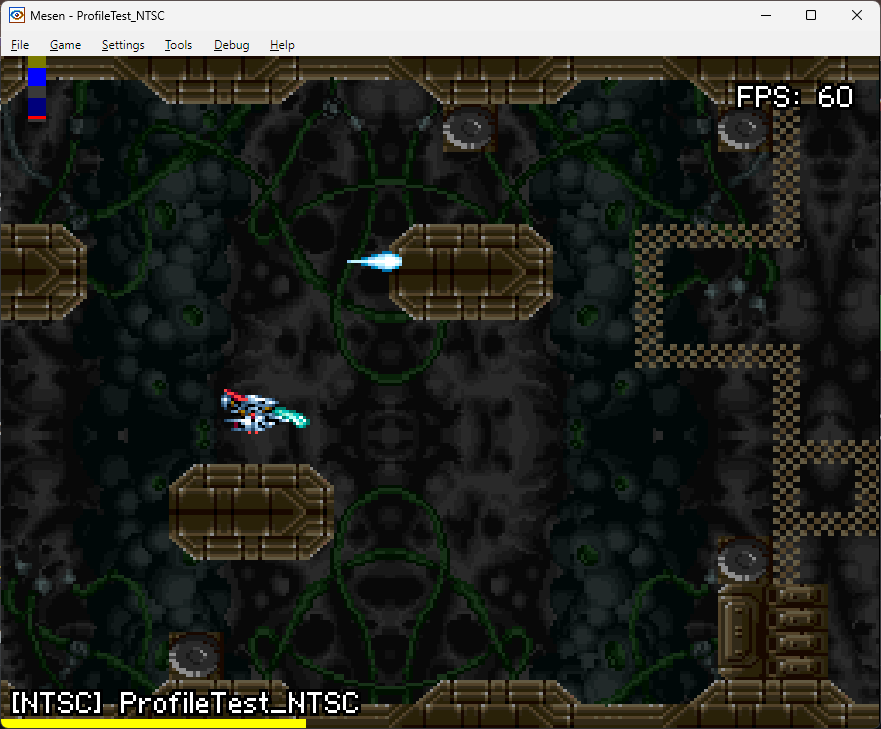 Mesen - ProfileTest_NTSC
File Game Settings Tools Debug Help
FPS: 60
[NTSC] ProfileTest_NTSC